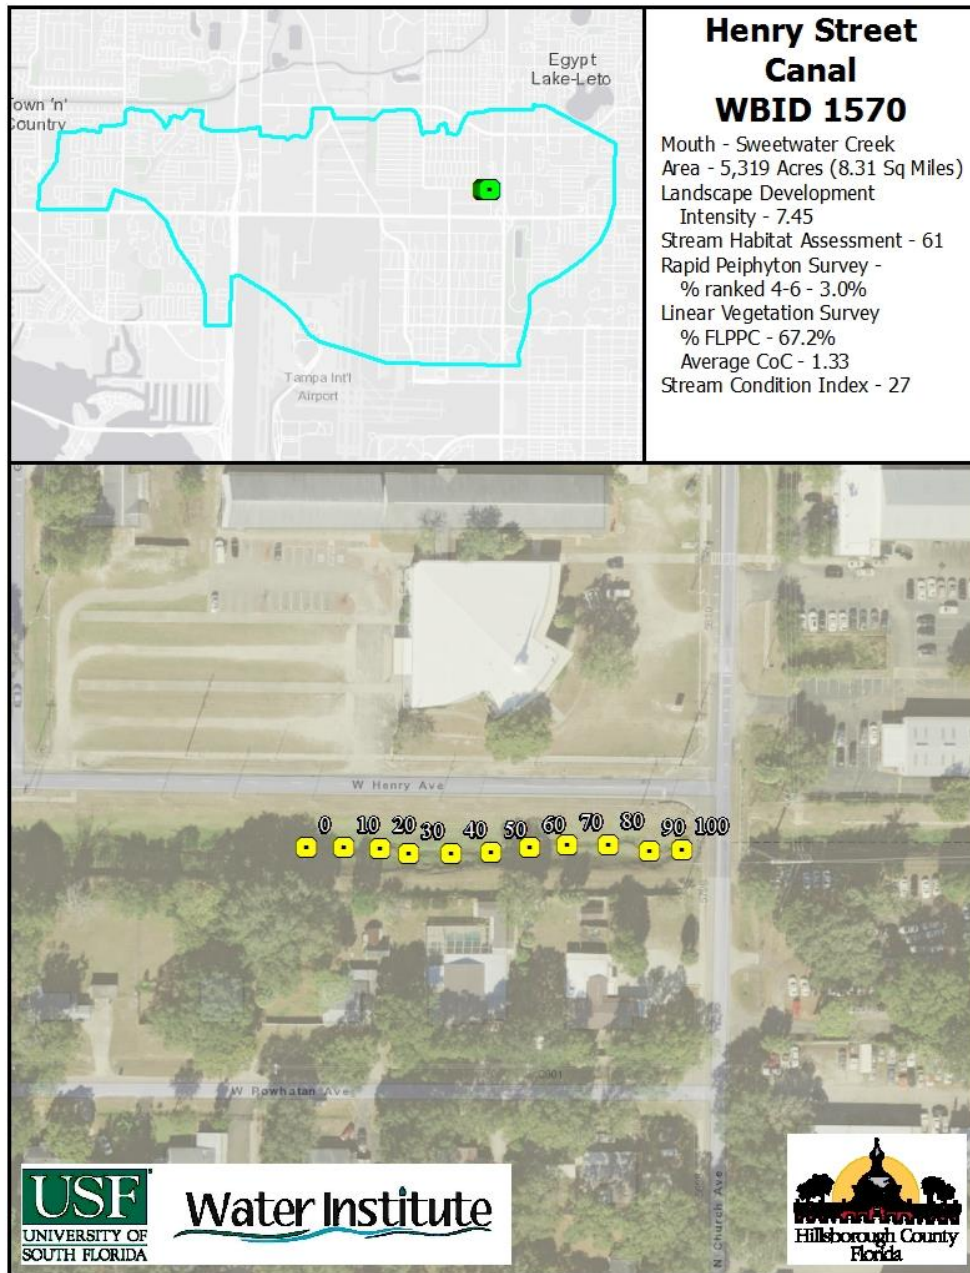 Henry Street
Canal
WBID 1570
Mouth - Sweetwater Creek
Area - 5,319 Acres (8.31 Sq Miles)
Landscape Development
Intensity - 7.45
Stream Habitat Assessment - 61
Rapid Peiphyton Survey -
% ranked 4-6 - 3.0%
Linear Vegetation Survey
% FLPPC - 67.2%
Average CoC - 1.33
Stream Condition Index - 27
Egypt
Lake-Leto
Town 'n'
Country
Tampa Int'l
Airport
W Henry Ave
0 10 20 30 40 50 60 70 80 90 100
W Powhatan Ave
N Church Ave
USF
UNIVERSITY OF
SOUTH FLORIDA
Water Institute
Hillsborough County
Florida